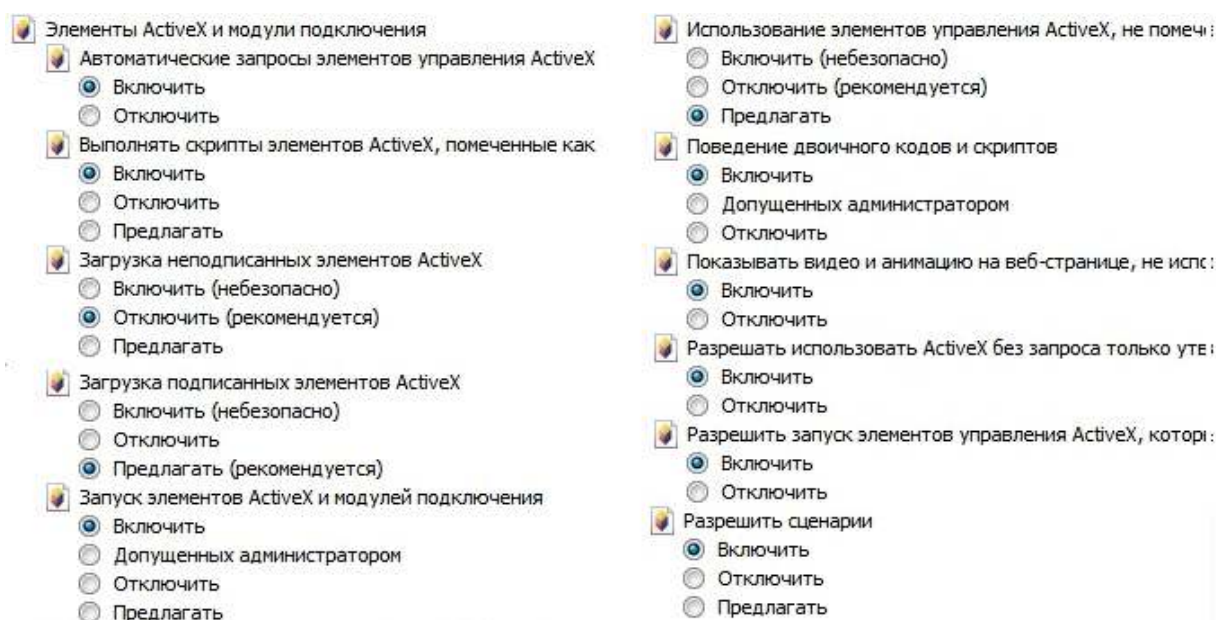 Элементы ActiveX и модули подключения
Автоматические запросы элементов управления ActiveX
Включить
Отключить
Выполнять скрипты элементов ActiveX, помеченные как
Включить
Отключить
Предлагать
Загрузка неподписанных элементов ActiveX
Включить (небезопасно)
Отключить (рекомендуется)
Предлагать
Загрузка подписанных элементов ActiveX
Включить (небезопасно)
Отключить
Предлагать (рекомендуется)
Запуск элементов ActiveX и модулей подключения
Включить
Допущенных администратором
Отключить
Предлагать
Использование элементов управления ActiveX, не
Включить (небезопасно)
Отключить (рекомендуется)
Предлагать
Поведение двоичного кодов и скриптов
Включить
Допущенных администратором
Отключить
Показывать видео и анимацию на веб-странице, не
Включить
Отключить
Разрешать использовать ActiveX без запроса только
Включить
Отключить
Разрешить запуск элементов управления ActiveX,
Включить
Отключить
Разрешить сценарии
Включить
Отключить
Предлагать